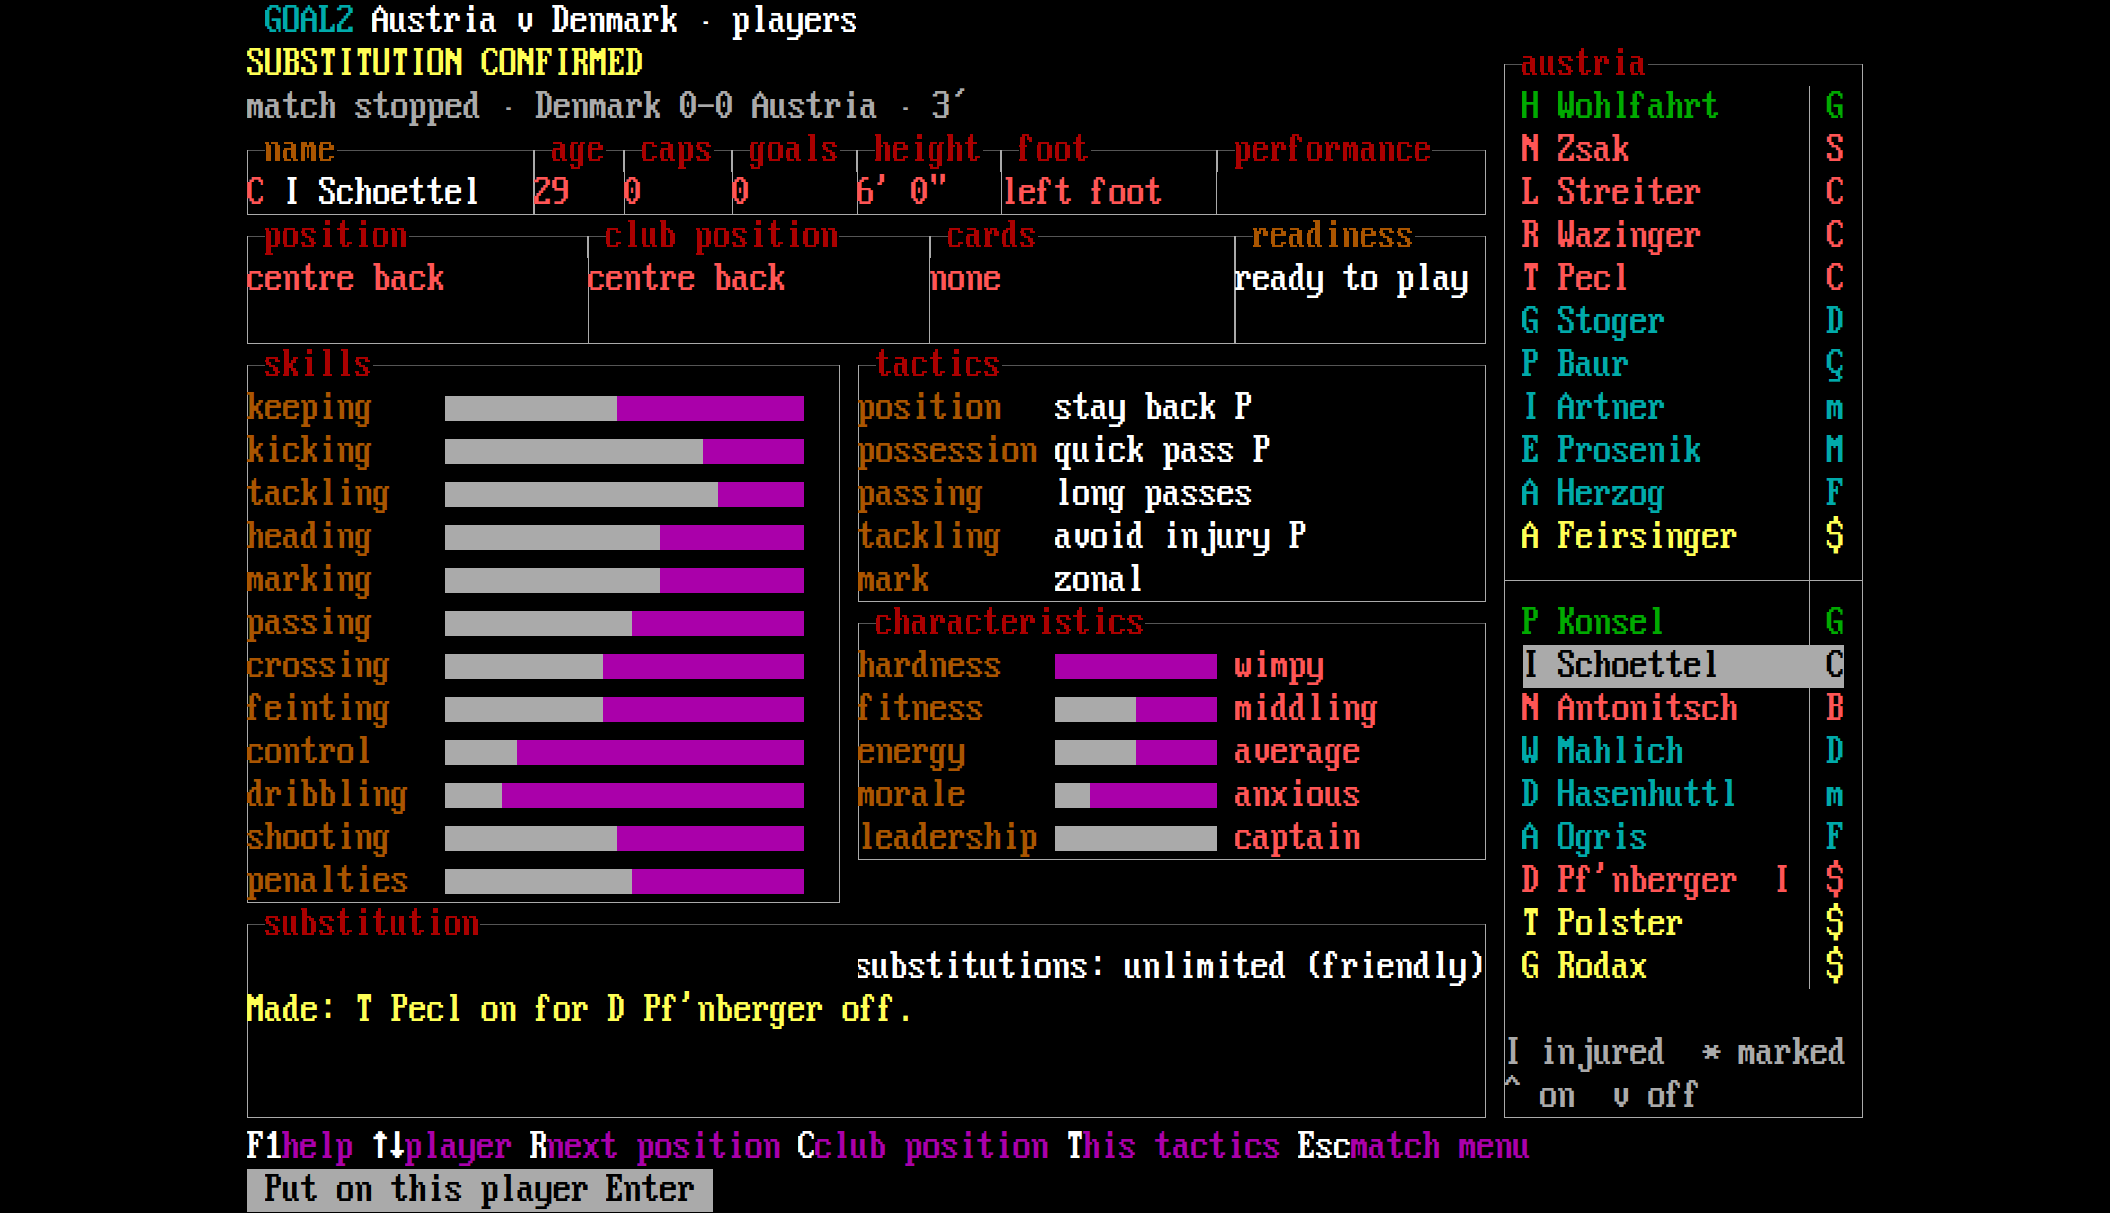 GOAL2 Austria v Denmark · players
SUBSTITUTION CONFIRMED
match stopped · Denmark 0-0 Austria · 3´
name age caps goals height foot performance
C I Schoettel 29 0 0 6' 0" left foot
position club position cards readiness
centre back centre back none ready to play
skills
keeping
kicking
tackling
heading
marking
passing
crossing
feinting
control
dribbling
shooting
penalties
tactics
position stay back P
possession quick pass P
passing long passes
tackling avoid injury P
mark zonal
characteristics
hardness wimpy
fitness middling
energy average
morale anxious
leadership captain
substitution
substitutions: unlimited (friendly)
Made: T Pecl on for D Pf'nberger off.
austria
H Wohlfahrt G
N Zsak S
L Streiter C
R Wazinger C
T Pecl C
G Stoger D
P Baur Ç
I Artner m
E Prosenik M
A Herzog F
A Feirsinger $
P Konsel G
I Schoettel C
N Antonitsch B
W Mahlich D
D Hasenhuttl m
A Ogris F
D Pf'nberger I $
T Polster $
G Rodax $
I injured * marked
^ on v off
F1help ↑↓player Rnext position Cclub position This tactics Escmatch menu
Put on this player Enter